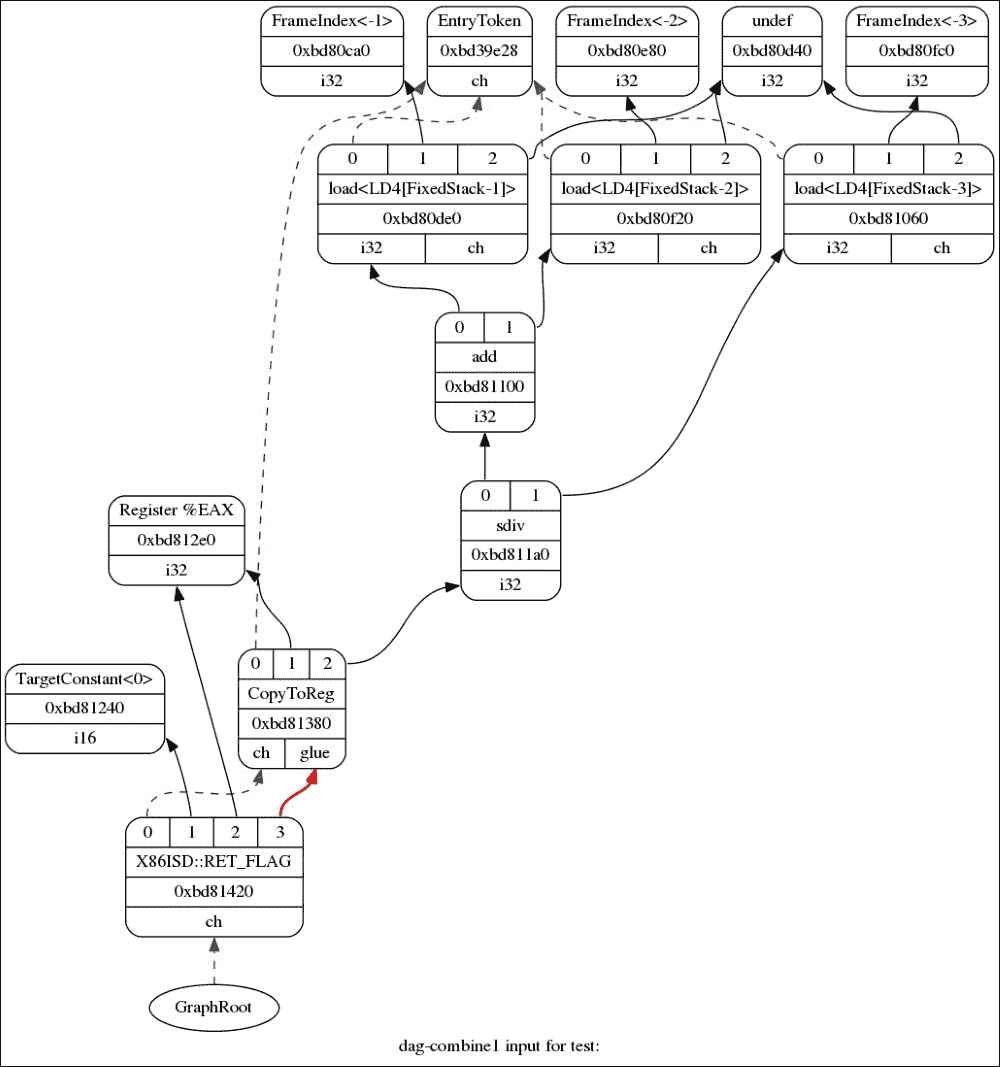 FrameIndex<-1>
0xbd80ca0
i32
EntryToken
0xbd39e28
ch
FrameIndex<-2>
0xbd80e80
i32
undef
0xbd80d40
i32
FrameIndex<-3>
0xbd80fc0
i32
0 1 2
load<LD4[FixedStack-1]>
0xbd80de0
i32 ch
0 1 2
load<LD4[FixedStack-2]>
0xbd80f20
i32 ch
0 1 2
load<LD4[FixedStack-3]>
0xbd81060
i32 ch
0 1
add
0xbd81100
i32
0 1
sdiv
0xbd811a0
i32
Register %EAX
0xbd812e0
i32
0 1 2
CopyToReg
0xbd81380
ch glue
TargetConstant<0>
0xbd81240
i16
0 1 2 3
X86ISD::RET_FLAG
0xbd81420
ch
GraphRoot
dag-combine1 input for test: